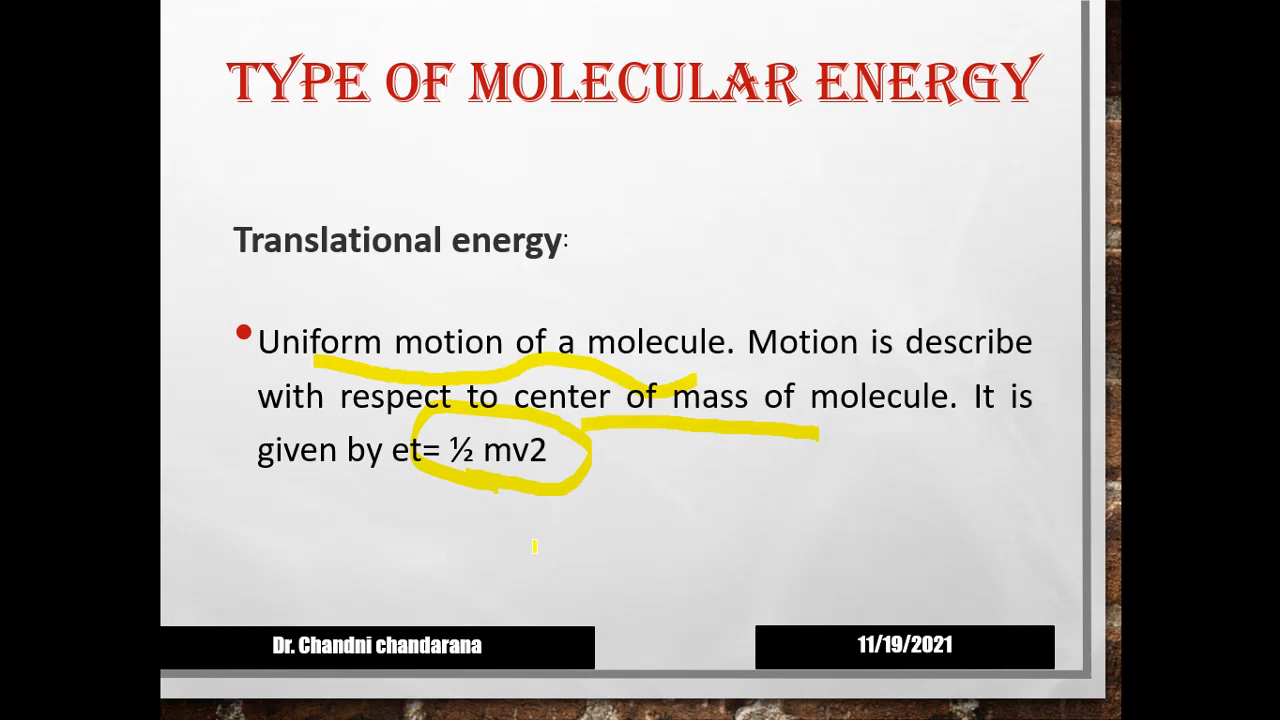 TYPE OF MOLECULAR ENERGY
Translational energy:
•Uniform motion of a molecule. Motion is describe
with respect to center of mass of molecule. It is
given by et= ½ mv2
Dr. Chandni chandarana
11/19/2021